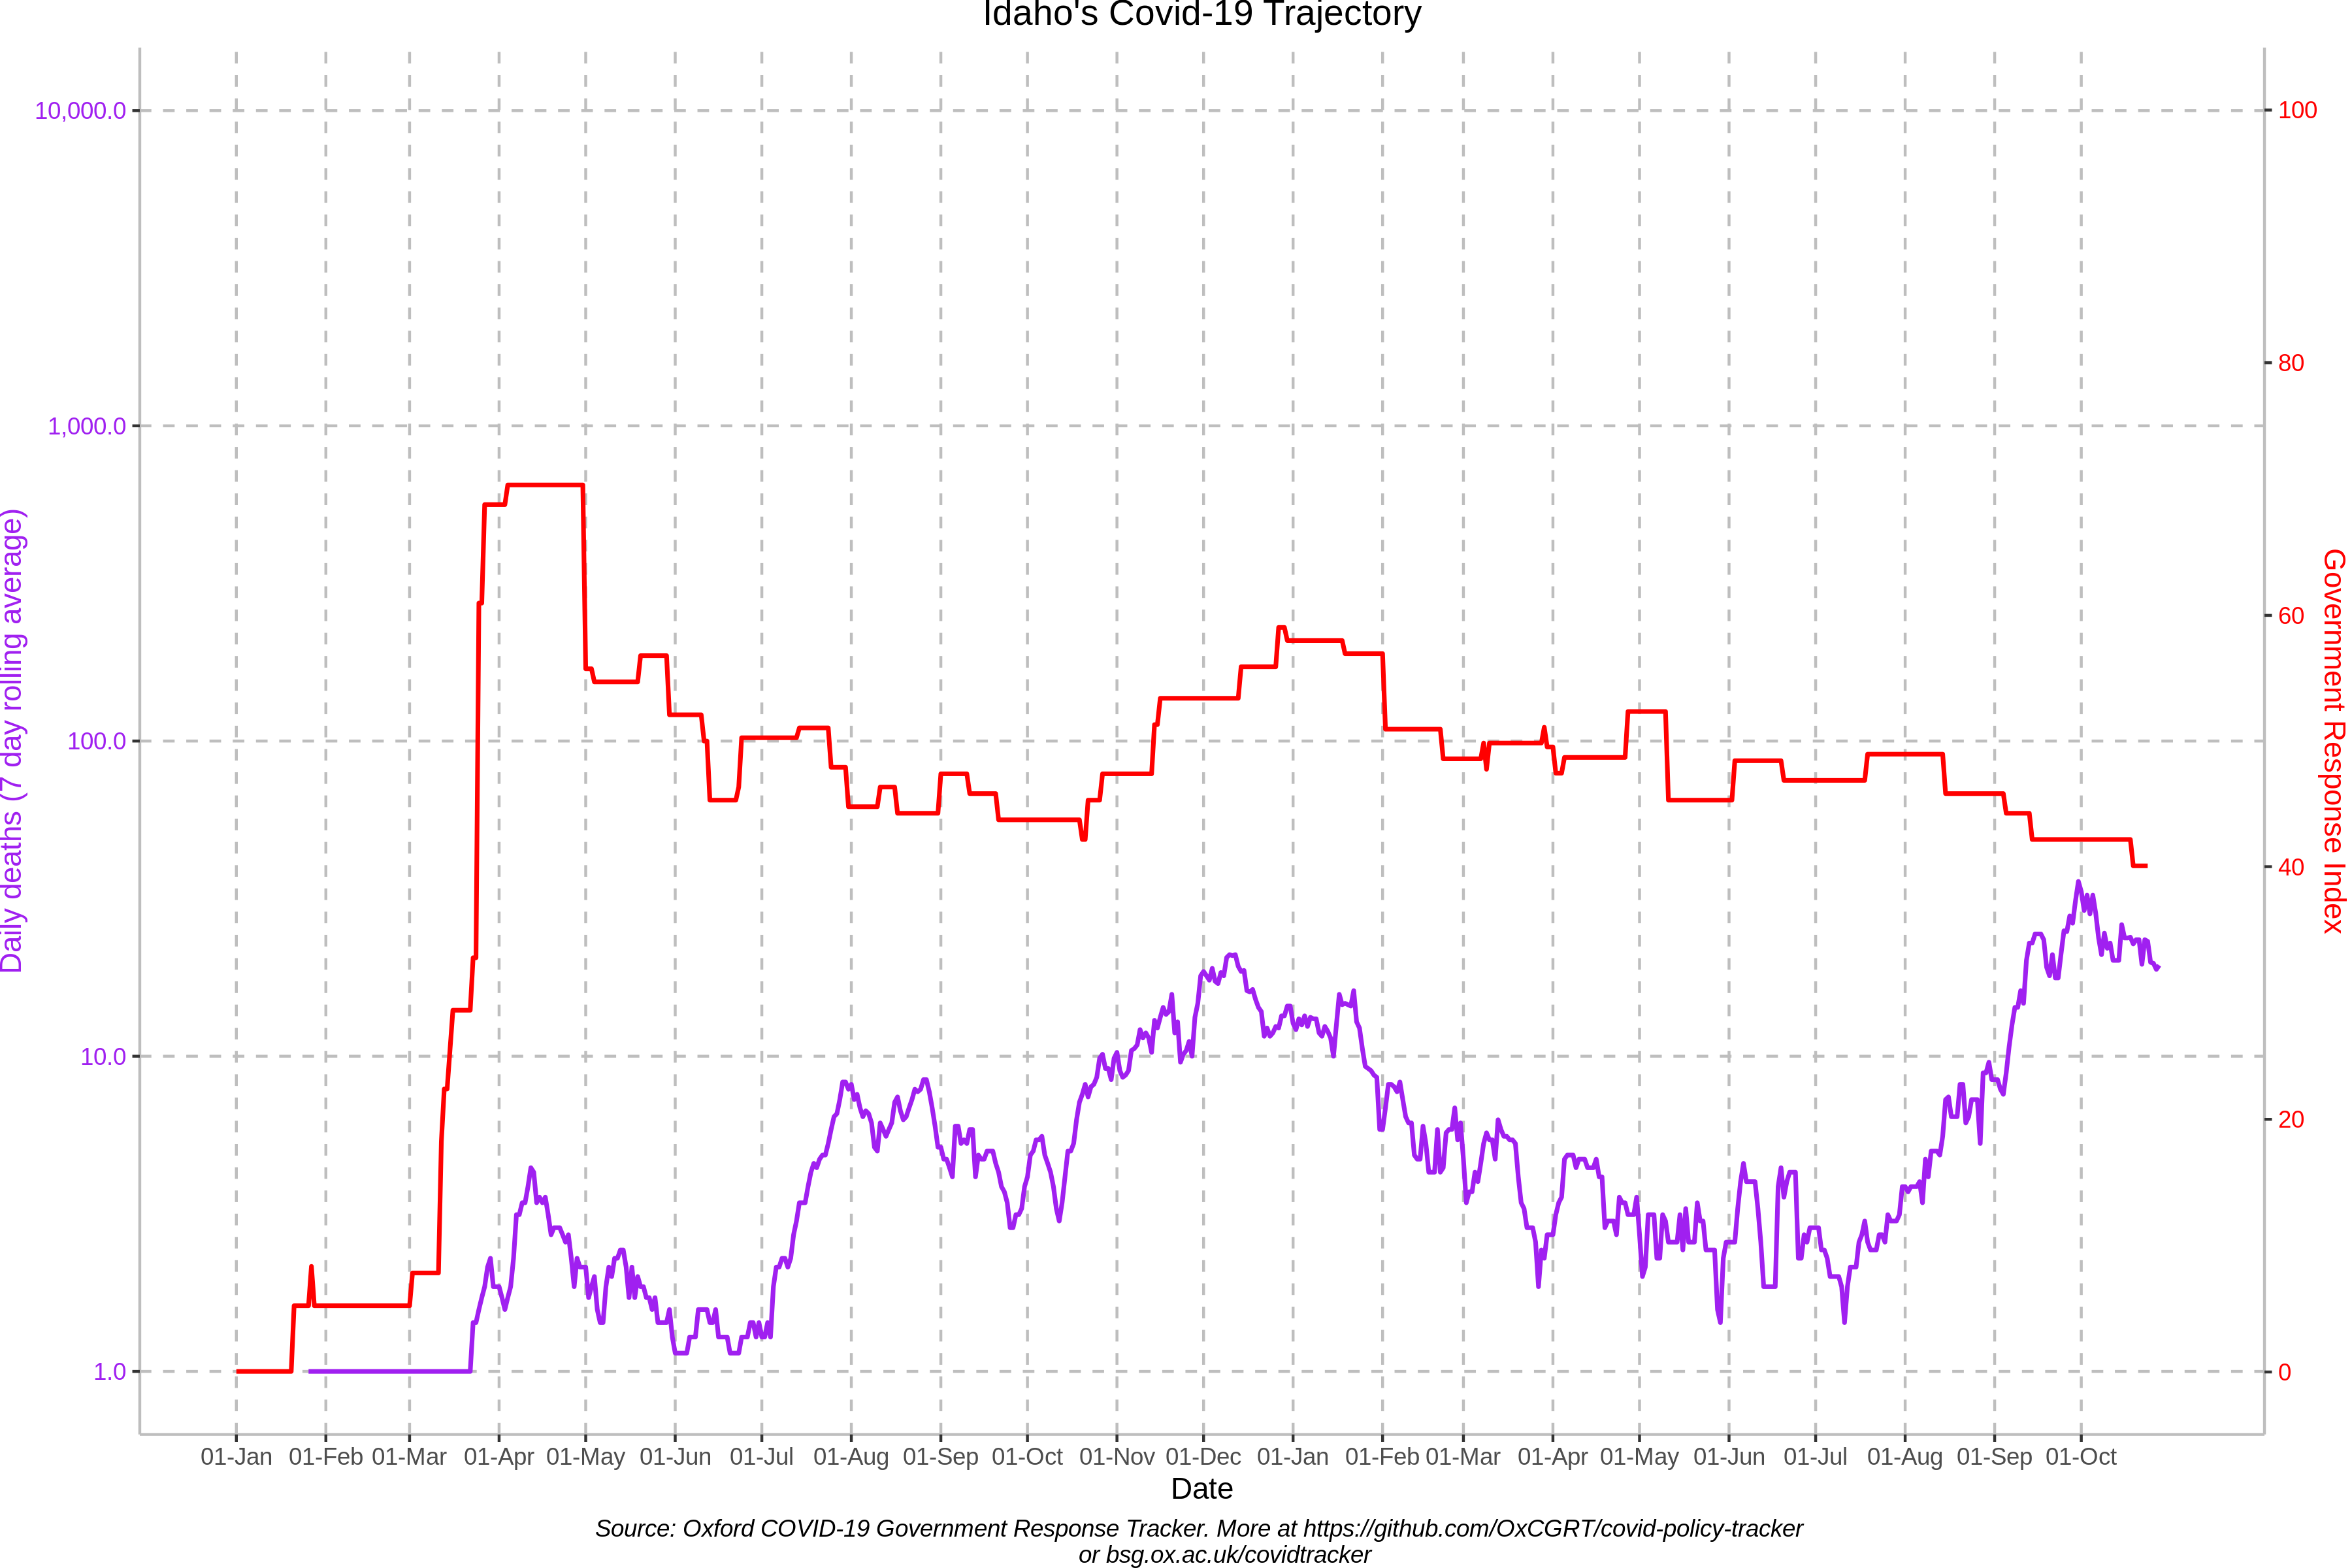 Idaho's Covid-19 Trajectory
10,000.0
1,000.0
100.0
10.0
1.0
Daily deaths (7 day rolling average)
100
80
60
40
20
0
Government Response Index
01-Jan 01-Feb 01-Mar 01-Apr 01-May 01-Jun 01-Jul 01-Aug 01-Sep 01-Oct 01-Nov 01-Dec 01-Jan 01-Feb 01-Mar 01-Apr 01-May 01-Jun 01-Jul 01-Aug 01-Sep 01-Oct
Date
Source: Oxford COVID-19 Government Response Tracker. More at https://github.com/OxCGRT/covid-policy-tracker
or bsg.ox.ac.uk/covidtracker